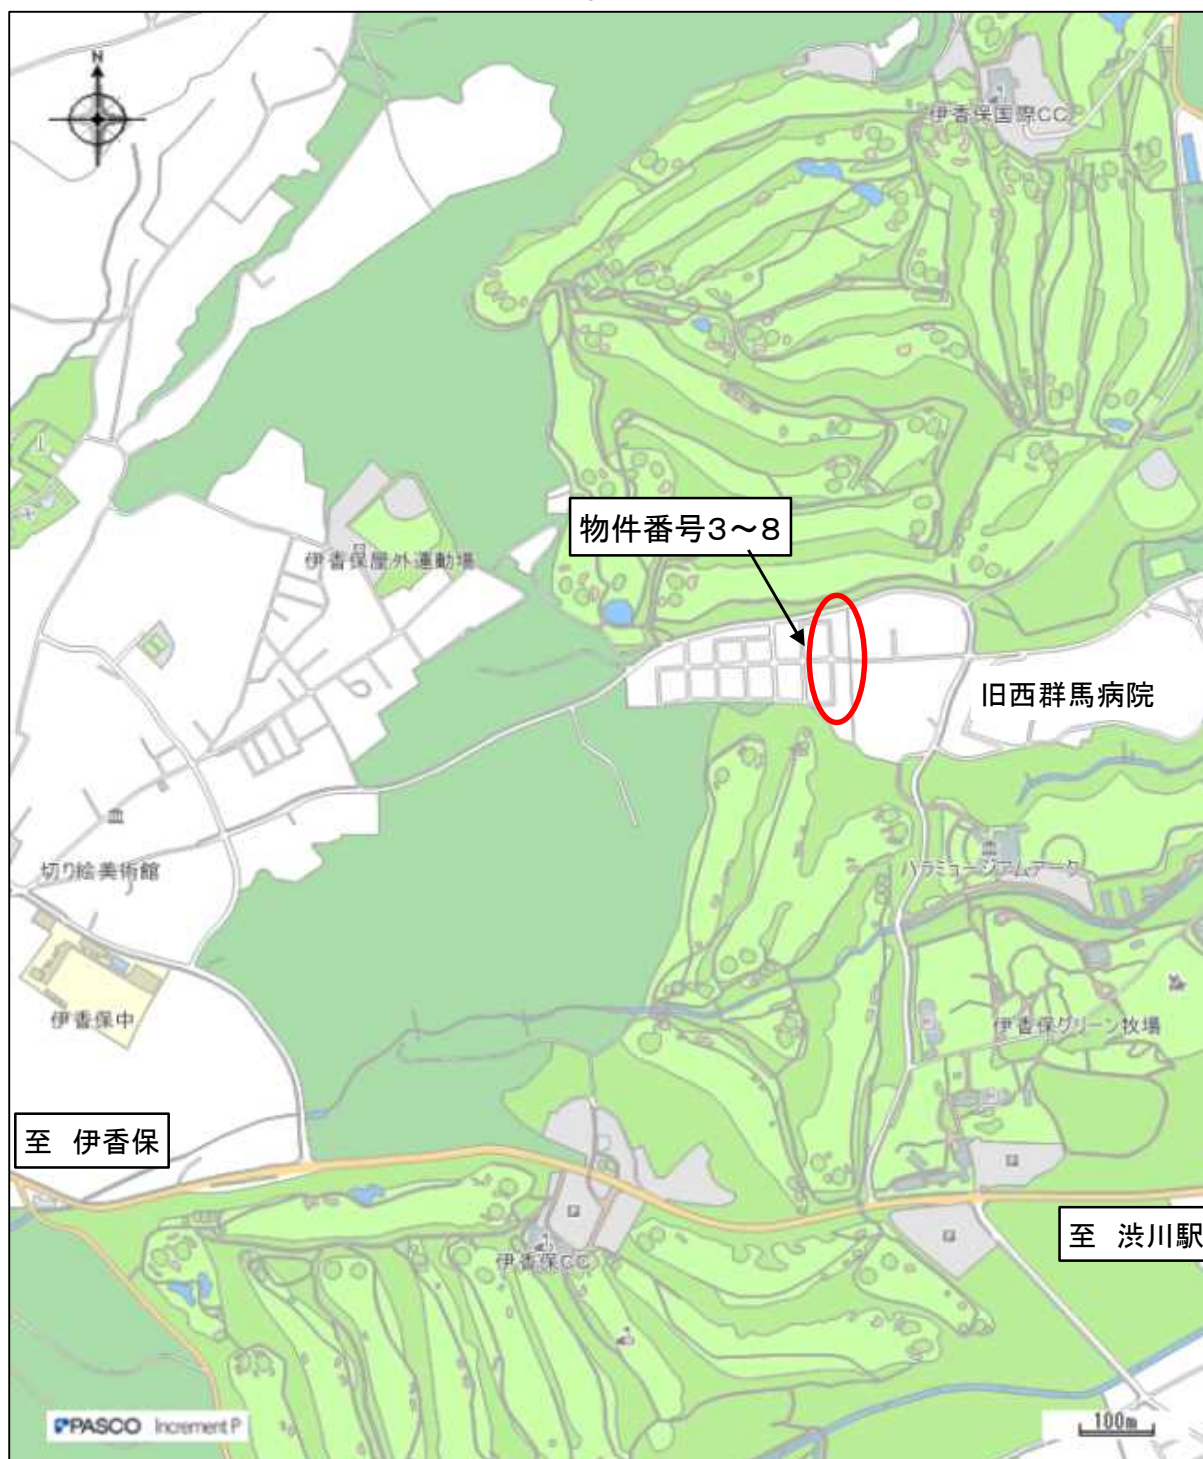 N
伊香保国際CC
物件番号3～8
伊香保屋外運動場
旧西群馬病院
ハラミュージアムアーク
切り絵美術館
伊香保中
伊香保グリーン牧場
至 伊香保
至 渋川駅
伊香保CC
PASCO Increment P
100m